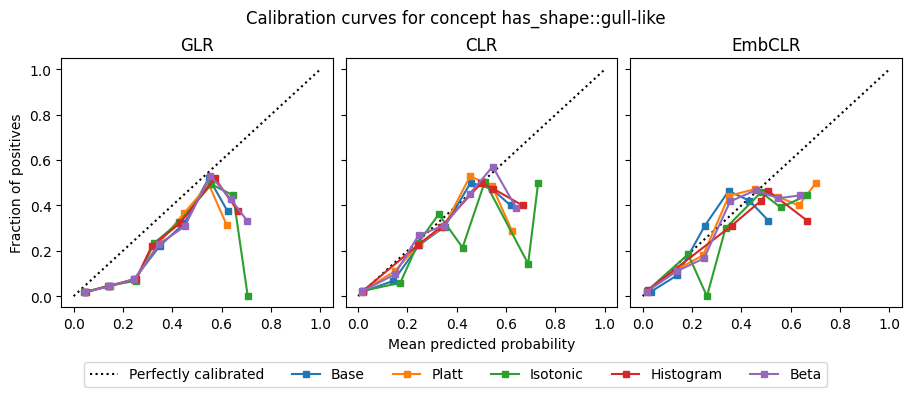 Calibration curves for concept has_shape::gull-like
GLR
CLR
EmbCLR
Fraction of positives
1.0
0.8
0.6
0.4
0.2
0.0
0.0 0.2 0.4 0.6 0.8 1.0
0.0 0.2 0.4 0.6 0.8 1.0
0.0 0.2 0.4 0.6 0.8 1.0
Mean predicted probability
Perfectly calibrated Base Platt Isotonic Histogram Beta